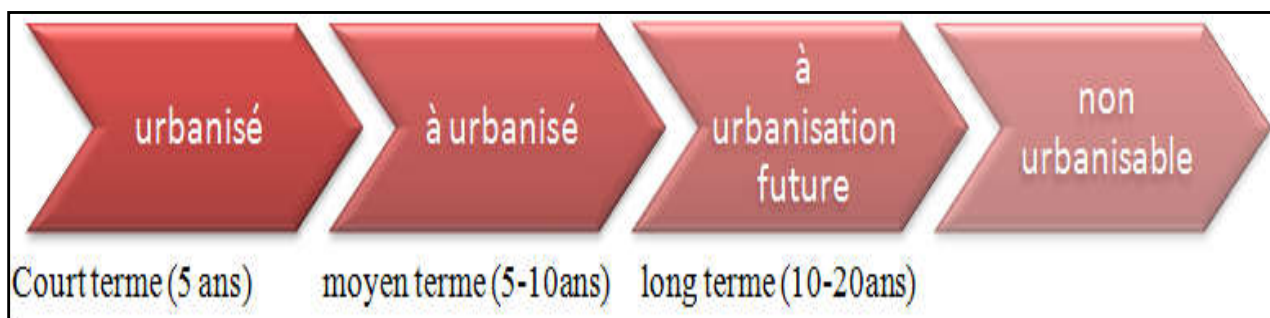 urbanisé
à urbanisé
à
urbanisation
future
non
urbanisable
Court terme (5 ans)
moyen terme (5-10ans)
long terme (10-20ans)